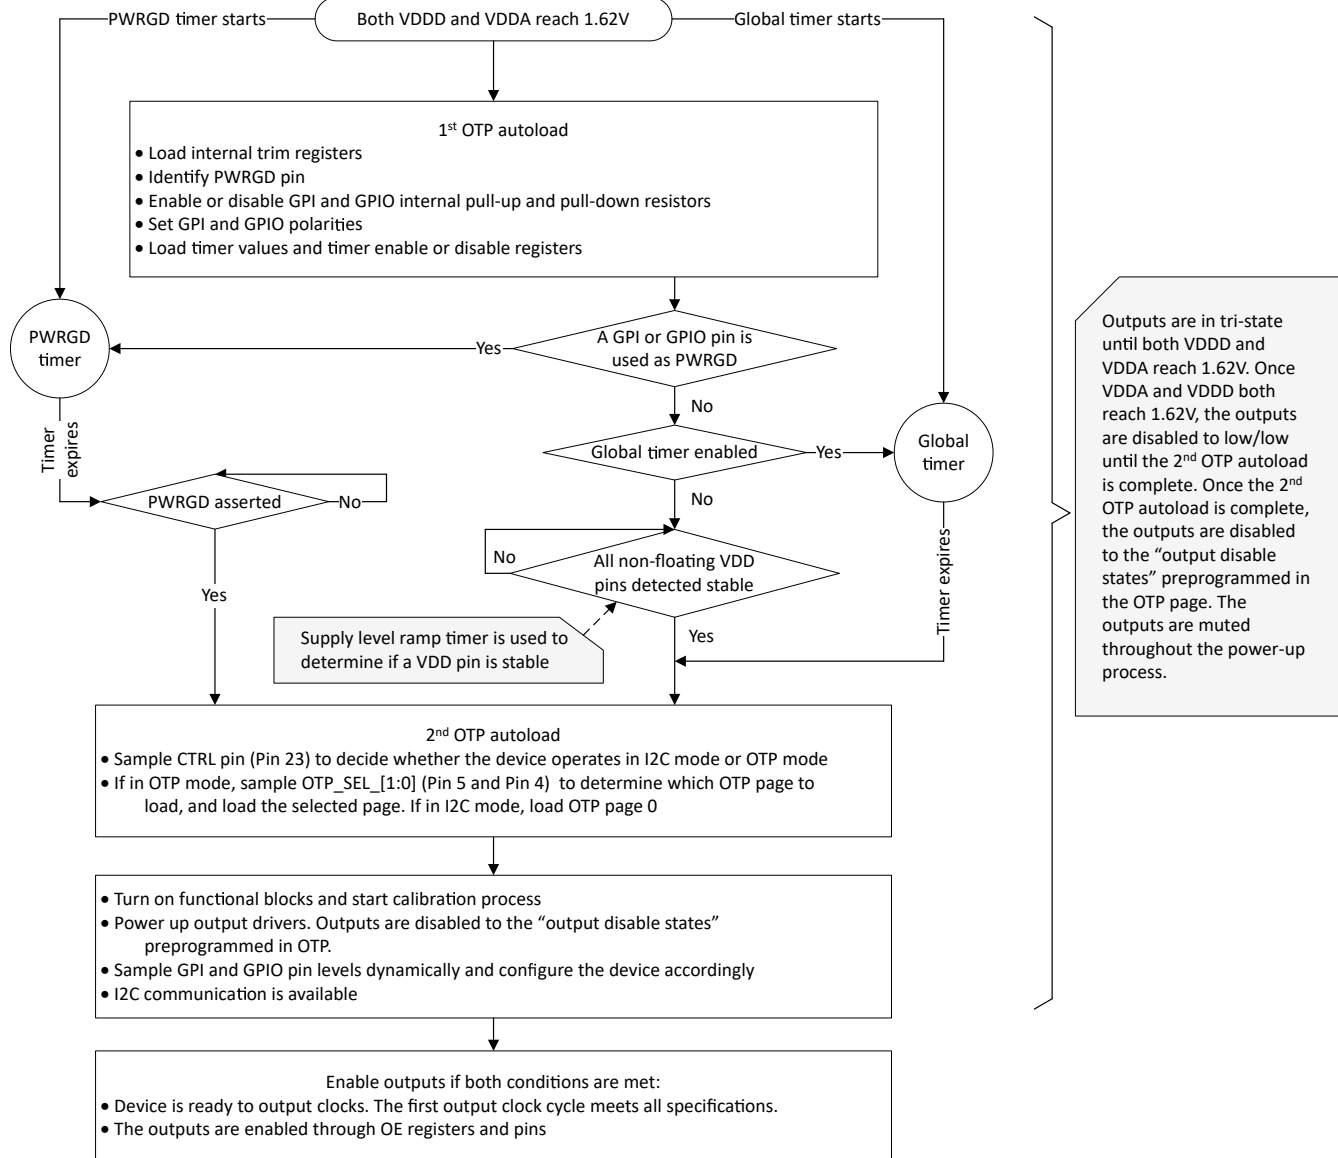 PWRGD timer starts
Both VDDD and VDDA reach 1.62V
Global timer starts
1st OTP autoload
• Load internal trim registers
• Identify PWRGD pin
• Enable or disable GPI and GPIO internal pull-up and pull-down resistors
• Set GPI and GPIO polarities
• Load timer values and timer enable or disable registers
PWRGD
timer
Yes
A GPI or GPIO pin is
used as PWRGD
No
Timer
expires
Global timer enabled
Yes
Global
timer
PWRGD asserted
No
No
No
All non-floating VDD
pins detected stable
Timer expires
Yes
Yes
Supply level ramp timer is used to
determine if a VDD pin is stable
2nd OTP autoload
• Sample CTRL pin (Pin 23) to decide whether the device operates in I2C mode or OTP mode
• If in OTP mode, sample OTP_SEL_[1:0] (Pin 5 and Pin 4) to determine which OTP page to
load, and load the selected page. If in I2C mode, load OTP page 0
• Turn on functional blocks and start calibration process
• Power up output drivers. Outputs are disabled to the “output disable states”
preprogrammed in OTP.
• Sample GPI and GPIO pin levels dynamically and configure the device accordingly
• I2C communication is available
Enable outputs if both conditions are met:
• Device is ready to output clocks. The first output clock cycle meets all specifications.
• The outputs are enabled through OE registers and pins
Outputs are in tri-state
until both VDDD and
VDDA reach 1.62V. Once
VDDA and VDDD both
reach 1.62V, the outputs
are disabled to low/low
until the 2nd OTP autoload
is complete. Once the 2nd
OTP autoload is complete,
the outputs are disabled
to the “output disable
states” preprogrammed in
the OTP page. The
outputs are muted
throughout the power-up
process.